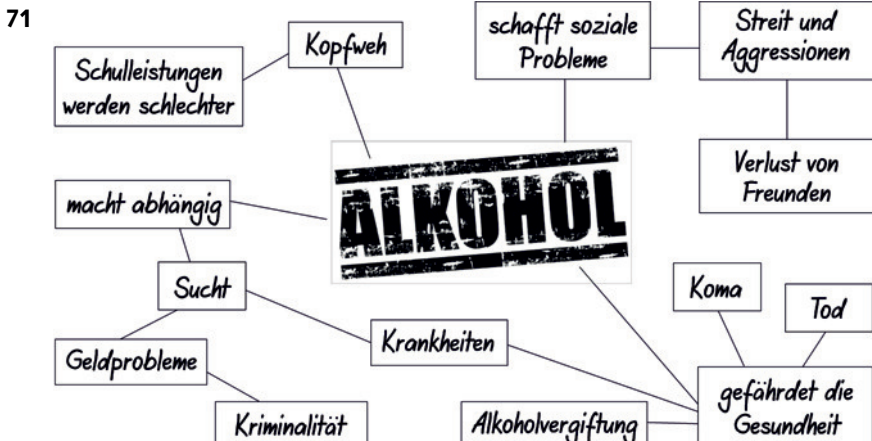 71
Kopfweh
Schulleistungen
werden schlechter
schafft soziale
Probleme
Streit und
Aggressionen
Verlust von
Freunden
ALKOHOL
macht abhängig
Sucht
Geldprobleme
Kriminalität
Krankheiten
Koma
Tod
gefährdet die
Gesundheit
Alkoholvergiftung